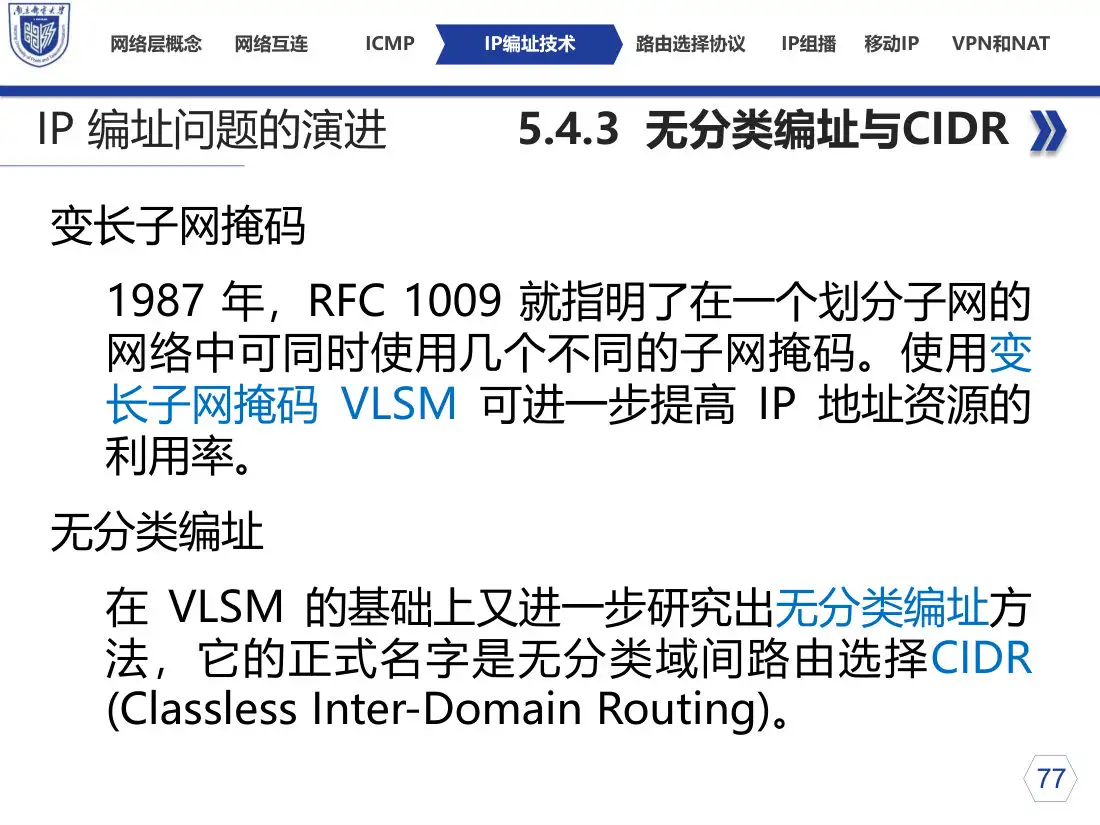 网络层概念 网络互连 ICMP IP编址技术 路由选择协议 IP组播 移动IP VPN和NAT
IP 编址问题的演进 5.4.3 无分类编址与CIDR
变长子网掩码
1987 年，RFC 1009 就指明了在一个划分子网的
网络中可同时使用几个不同的子网掩码。使用变
长子网掩码 VLSM 可进一步提高 IP 地址资源的
利用率。
无分类编址
在 VLSM 的基础上又进一步研究出无分类编址方
法，它的正式名字是无分类域间路由选择CIDR
(Classless Inter-Domain Routing)。
77